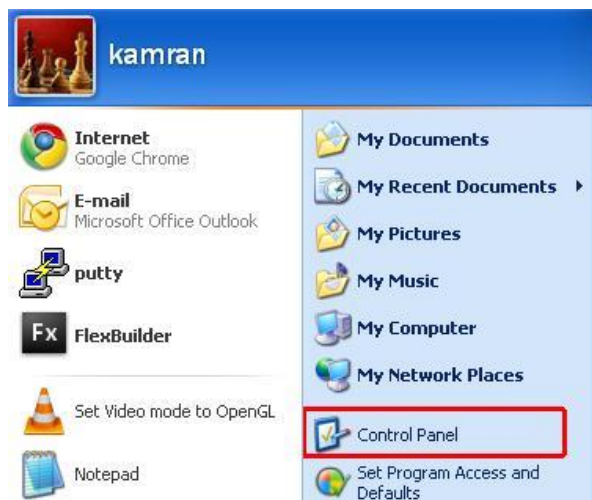 kamran
Internet
Google Chrome
E-mail
Microsoft Office Outlook
putty
Fx FlexBuilder
Set Video mode to OpenGL
Notepad
My Documents
My Recent Documents
My Pictures
My Music
My Computer
My Network Places
Control Panel
Set Program Access and
Defaults